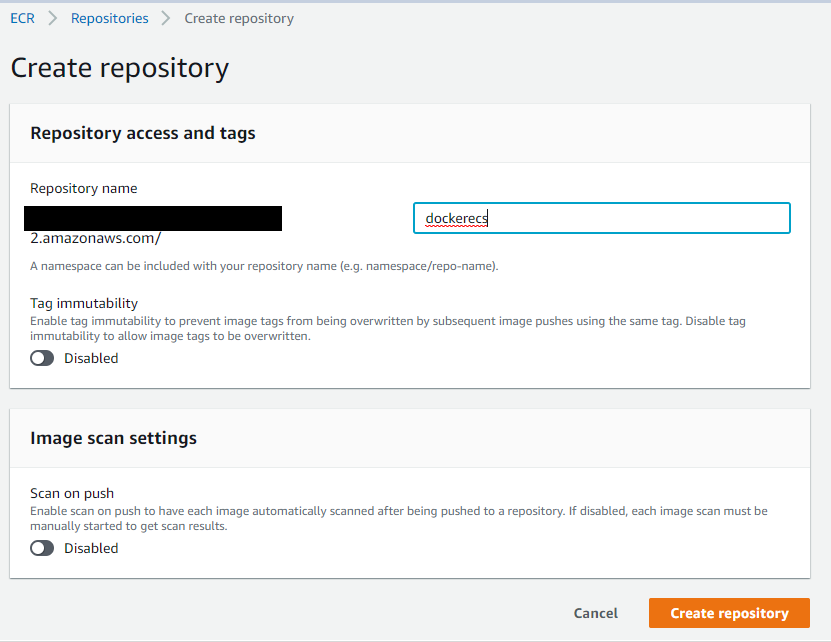 ECR > Repositories > Create repository
Create repository
Repository access and tags
Repository name
2.amazonaws.com/
dockerecs
A namespace can be included with your repository name (e.g. namespace/repo-name).
Tag immutability
Enable tag immutability to prevent image tags from being overwritten by subsequent image pushes using the same tag. Disable tag
immutability to allow image tags to be overwritten.
Disabled
Image scan settings
Scan on push
Enable scan on push to have each image automatically scanned after being pushed to a repository. If disabled, each image scan must be
manually started to get scan results.
Disabled
Cancel
Create repository